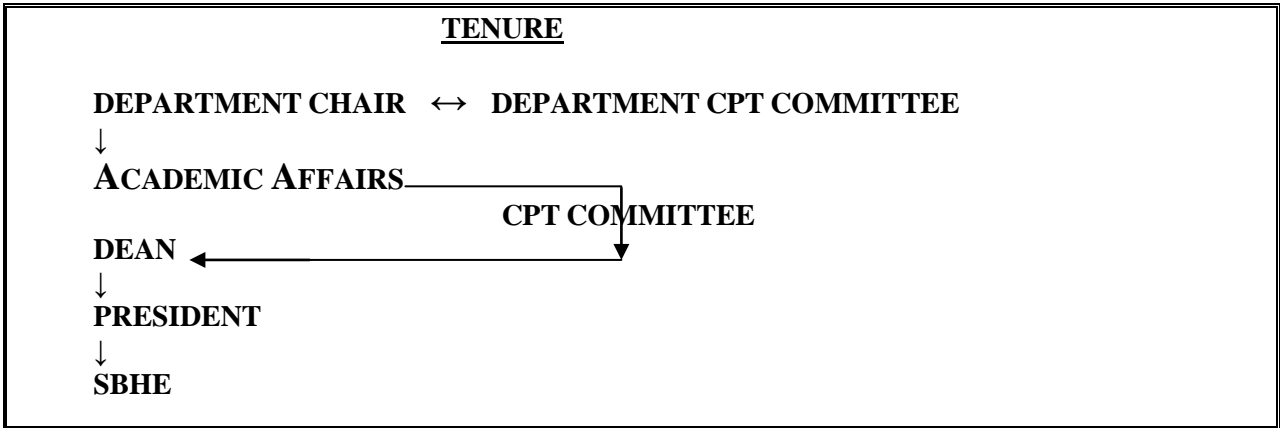 TENURE
DEPARTMENT CHAIR ↔ DEPARTMENT CPT COMMITTEE
↓
ACADEMIC AFFAIRS
CPT COMMITTEE
DEAN
↓
PRESIDENT
↓
SBHE